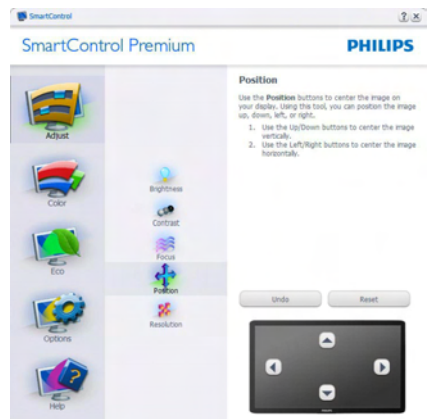 SmartControl
SmartControl Premium
PHILIPS
Adjust
Color
Eco
Options
Help
Brightness
Contrast
Focus
Position
Resolution
Position
Use the Position buttons to center the image on
your display. Using this tool, you can position the image
up, down, left, or right.
1. Use the Up/Down buttons to center the image
vertically.
2. Use the Left/Right buttons to center the image
horizontally.
Undo
Reset